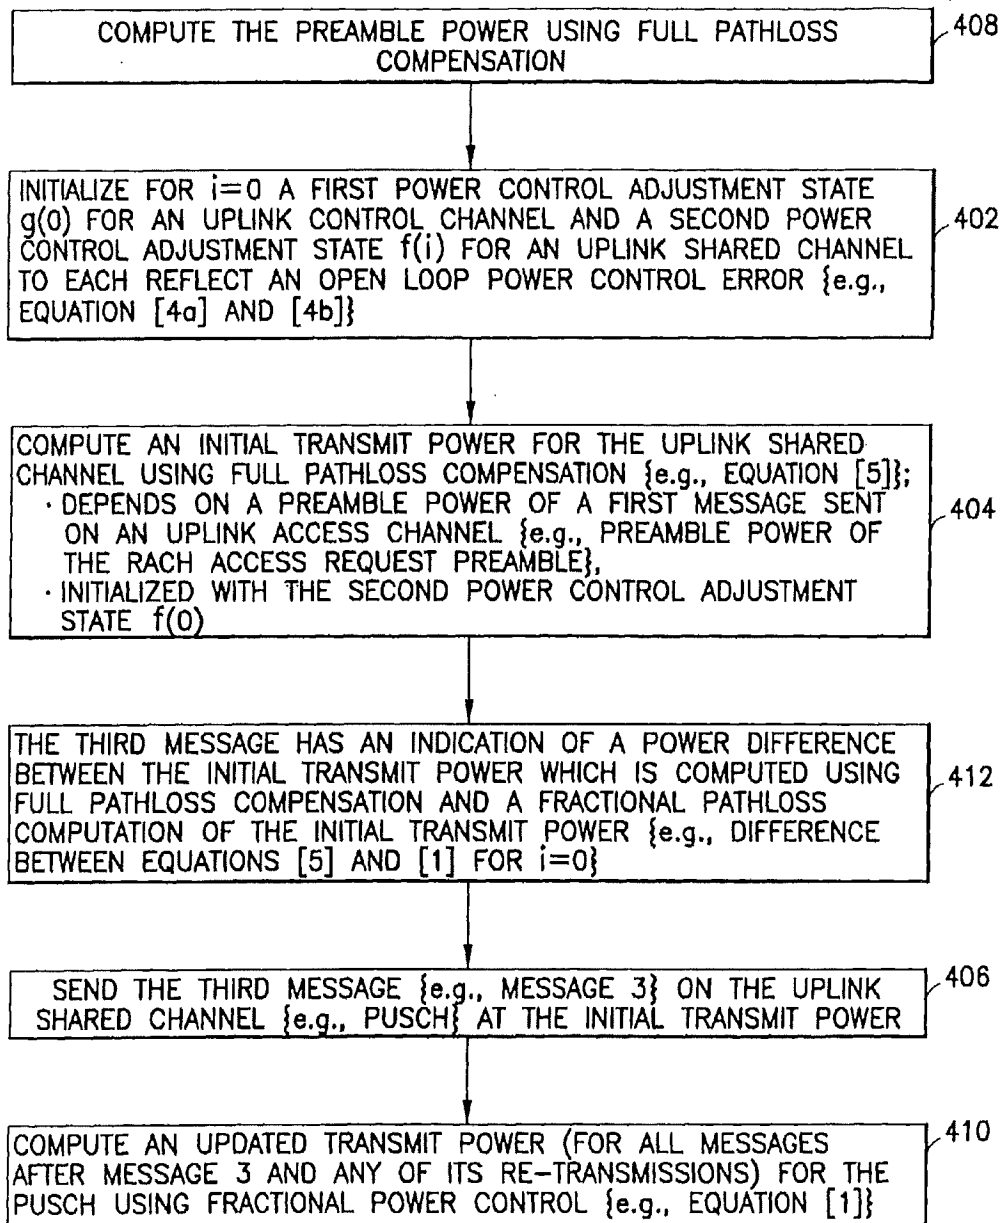 COMPUTE THE PREAMBLE POWER USING FULL PATHLOSS
COMPENSATION
408
INITIALIZE FOR i=0 A FIRST POWER CONTROL ADJUSTMENT STATE
g(0) FOR AN UPLINK CONTROL CHANNEL AND A SECOND POWER
CONTROL ADJUSTMENT STATE f(i) FOR AN UPLINK SHARED CHANNEL
TO EACH REFLECT AN OPEN LOOP POWER CONTROL ERROR {e.g.,
EQUATION [4a] AND [4b]}
402
COMPUTE AN INITIAL TRANSMIT POWER FOR THE UPLINK SHARED
CHANNEL USING FULL PATHLOSS COMPENSATION {e.g., EQUATION [5]};
· DEPENDS ON A PREAMBLE POWER OF A FIRST MESSAGE SENT
ON AN UPLINK ACCESS CHANNEL {e.g., PREAMBLE POWER OF
THE RACH ACCESS REQUEST PREAMBLE},
· INITIALIZED WITH THE SECOND POWER CONTROL ADJUSTMENT
STATE f(0)
404
THE THIRD MESSAGE HAS AN INDICATION OF A POWER DIFFERENCE
BETWEEN THE INITIAL TRANSMIT POWER WHICH IS COMPUTED USING
FULL PATHLOSS COMPENSATION AND A FRACTIONAL PATHLOSS
COMPUTATION OF THE INITIAL TRANSMIT POWER {e.g., DIFFERENCE
BETWEEN EQUATIONS [5] AND [1] FOR i=0}
412
SEND THE THIRD MESSAGE {e.g., MESSAGE 3} ON THE UPLINK
SHARED CHANNEL {e.g., PUSCH} AT THE INITIAL TRANSMIT POWER
406
COMPUTE AN UPDATED TRANSMIT POWER (FOR ALL MESSAGES
AFTER MESSAGE 3 AND ANY OF ITS RE-TRANSMISSIONS) FOR THE
PUSCH USING FRACTIONAL POWER CONTROL {e.g., EQUATION [1]}
410